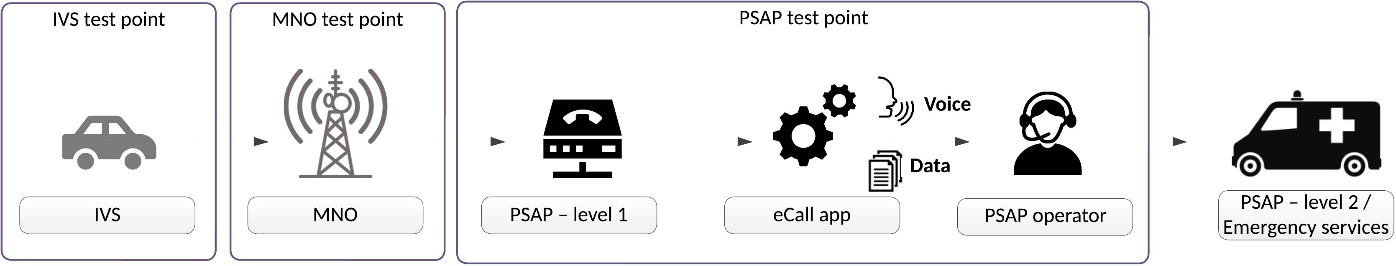 IVS test point
MNO test point
PSAP test point
Voice
Data
IVS
MNO
PSAP – level 1
eCall app
PSAP operator
PSAP – level 2 /
Emergency services